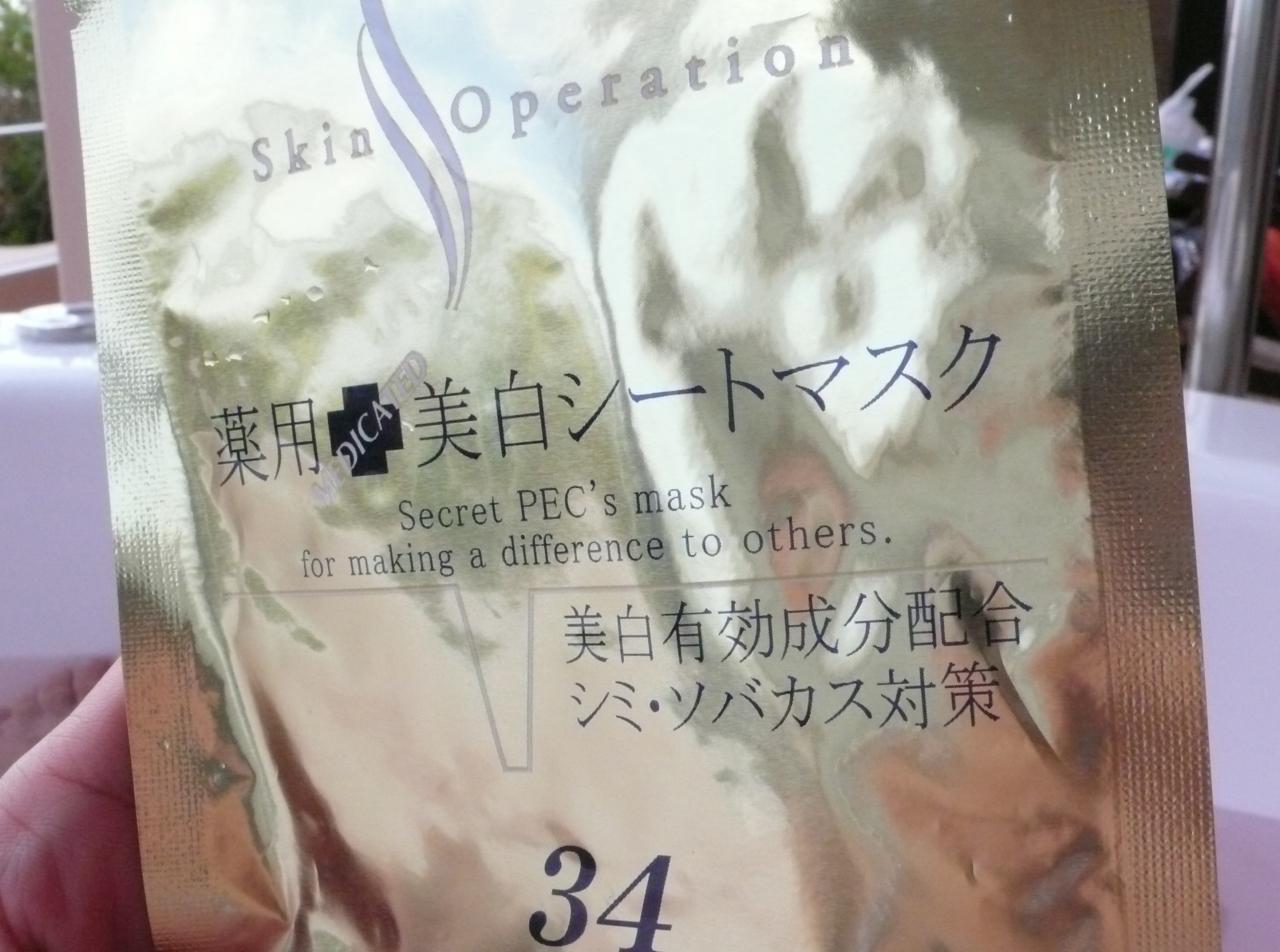 Skin Operation
薬用 MEDICATED 美白シートマスク
Secret PEC's mask
for making a difference to others.
美白有効成分配合
シミ・ソバカス対策
34